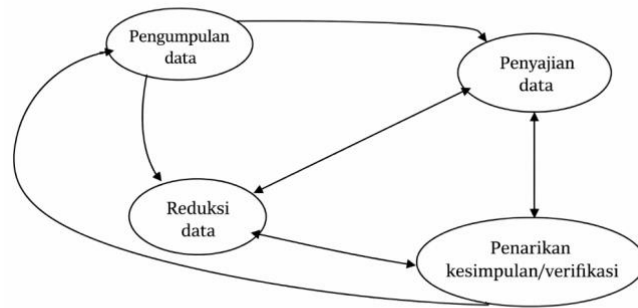 Pengumpulan
data
Penyajian
data
Reduksi
data
Penarikan
kesimpulan/verifikasi